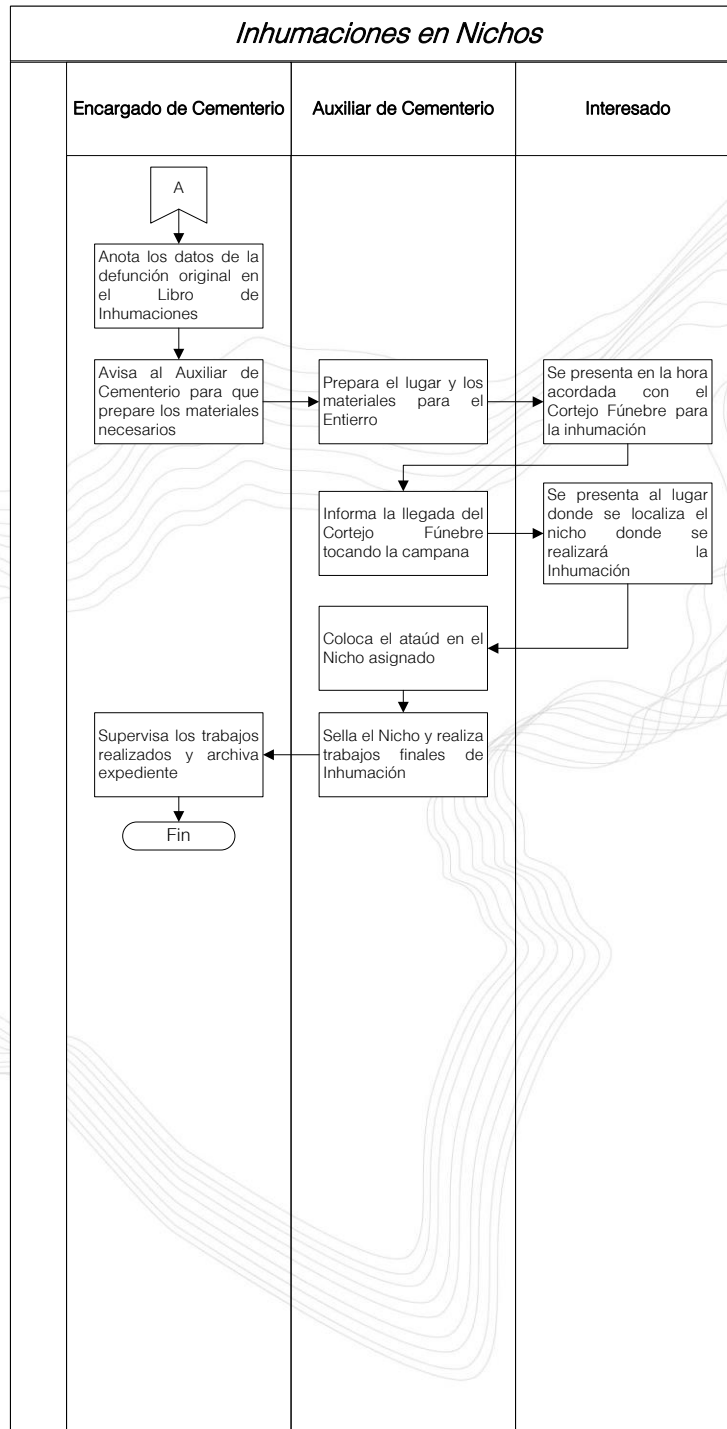 Inhumaciones en Nichos
Encargado de Cementerio
Auxiliar de Cementerio
Interesado
A
Anota los datos de la
defunción original en
el Libro de
Inhumaciones
Avisa al Auxiliar de
Cementerio para que
prepare los materiales
necesarios
Prepara el lugar y los
materiales para el
Entierro
Se presenta en la hora
acordada con el
Cortejo Fúnebre para
la inhumación
Informa la llegada del
Cortejo Fúnebre
tocando la campana
Se presenta al lugar
donde se localiza el
nicho donde se
realizará la
Inhumación
Coloca el ataúd en el
Nicho asignado
Sella el Nicho y realiza
trabajos finales de
Inhumación
Supervisa los trabajos
realizados y archiva
expediente
Fin